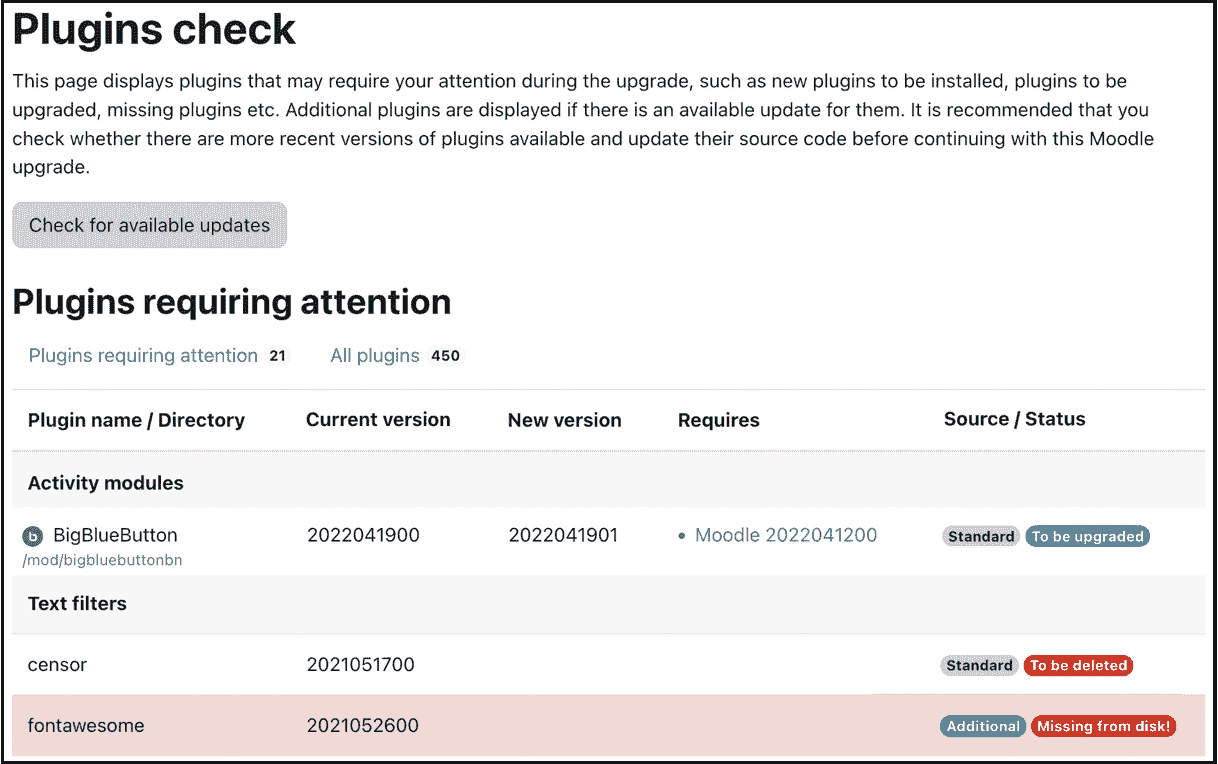 Plugins check
This page displays plugins that may require your attention during the upgrade, such as new plugins to be installed, plugins to be
upgraded, missing plugins etc. Additional plugins are displayed if there is an available update for them. It is recommended that you
check whether there are more recent versions of plugins available and update their source code before continuing with this Moodle
upgrade.
Check for available updates
Plugins requiring attention
Plugins requiring attention 21 All plugins 450
Plugin name / Directory Current version New version Requires Source / Status
Activity modules
b BigBlueButton 2022041900 2022041901 • Moodle 2022041200 Standard To be upgraded
/mod/bigbluebuttonbn
Text filters
censor 2021051700 Standard To be deleted
fontawesome 2021052600 Additional Missing from disk!